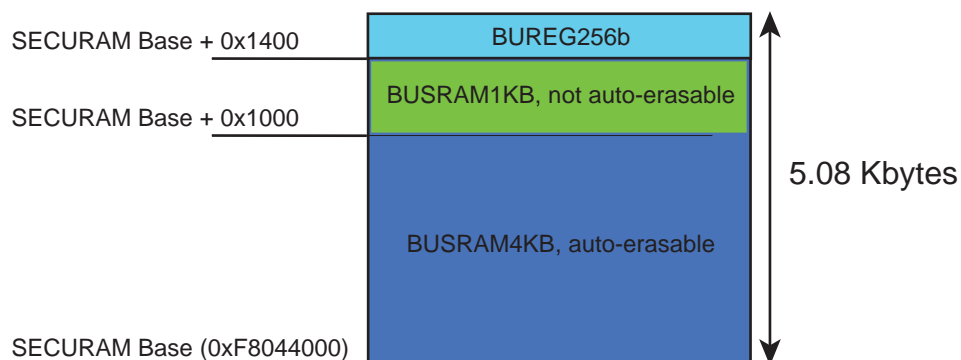 SECURAM Base + 0x1400
BUREG256b
BUSRAM1KB, not auto-erasable
SECURAM Base + 0x1000
5.08 Kbytes
BUSRAM4KB, auto-erasable
SECURAM Base (0xF8044000)